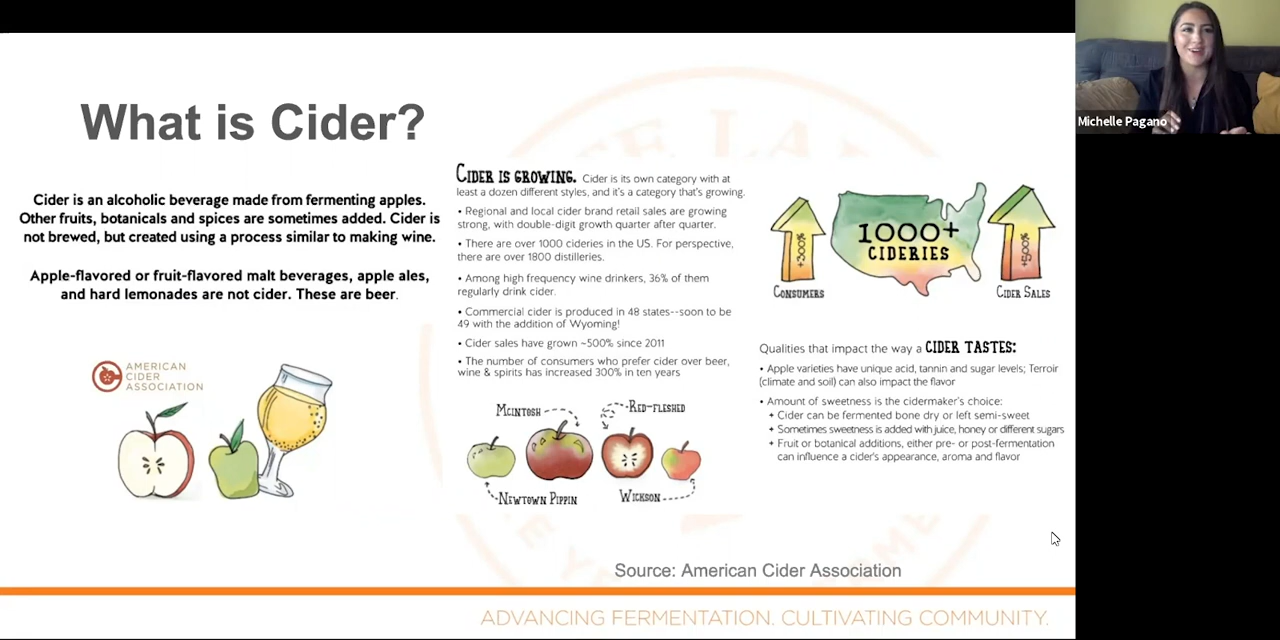 What is Cider?
Cider is an alcoholic beverage made from fermenting apples.
Other fruits, botanicals and spices are sometimes added. Cider is
not brewed, but created using a process similar to making wine.
Apple-flavored or fruit-flavored malt beverages, apple ales,
and hard lemonades are not cider. These are beer.
AMERICAN
CIDER
ASSOCIATION
CIDER IS GROWING. Cider is its own category with at
least a dozen different styles, and it's a category that's growing.
• Regional and local cider brand retail sales are growing
strong, with double-digit growth quarter after quarter.
• There are over 1000 cideries in the US. For perspective,
there are over 1800 distilleries.
• Among high frequency wine drinkers, 36% of them
regularly drink cider.
• Commercial cider is produced in 48 states--soon to be
49 with the addition of Wyoming!
• Cider sales have grown ~500% since 2011
• The number of consumers who prefer cider over beer,
wine & spirits has increased 300% in ten years
McIntosh
Red-Fleshed
Newtown Pippin
Wickson
+300%
Consumers
1000+
CIDERIES
+500%
Cider Sales
Qualities that impact the way a CIDER TASTES:
• Apple varieties have unique acid, tannin and sugar levels; Terroir
(climate and soil) can also impact the flavor
• Amount of sweetness is the cidermaker's choice:
+ Cider can be fermented bone dry or left semi-sweet
+ Sometimes sweetness is added with juice, honey or different sugars
+ Fruit or botanical additions, either pre- or post-fermentation
can influence a cider's appearance, aroma and flavor
Source: American Cider Association
ADVANCING FERMENTATION. CULTIVATING COMMUNITY.
Michelle Pagano